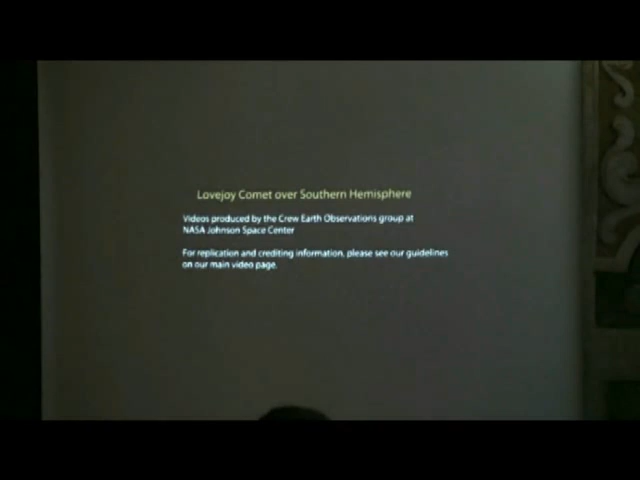 Lovejoy Comet over Southern Hemisphere
Videos produced by the Crew Earth Observations group at
NASA Johnson Space Center
For replication and crediting information, please see our guidelines
on our main video page.